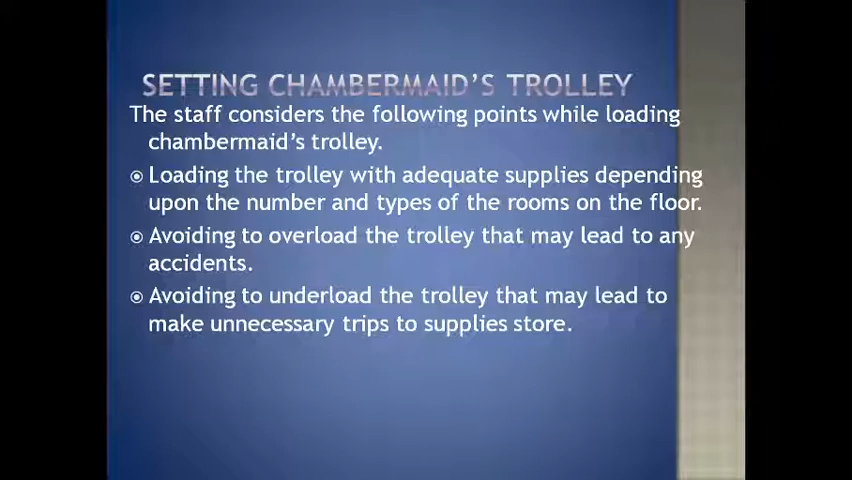 SETTING CHAMBERMAID'S TROLLEY
The staff considers the following points while loading
chambermaid's trolley.
Loading the trolley with adequate supplies depending
upon the number and types of the rooms on the floor.
Avoiding to overload the trolley that may lead to any
accidents.
Avoiding to underload the trolley that may lead to
make unnecessary trips to supplies store.